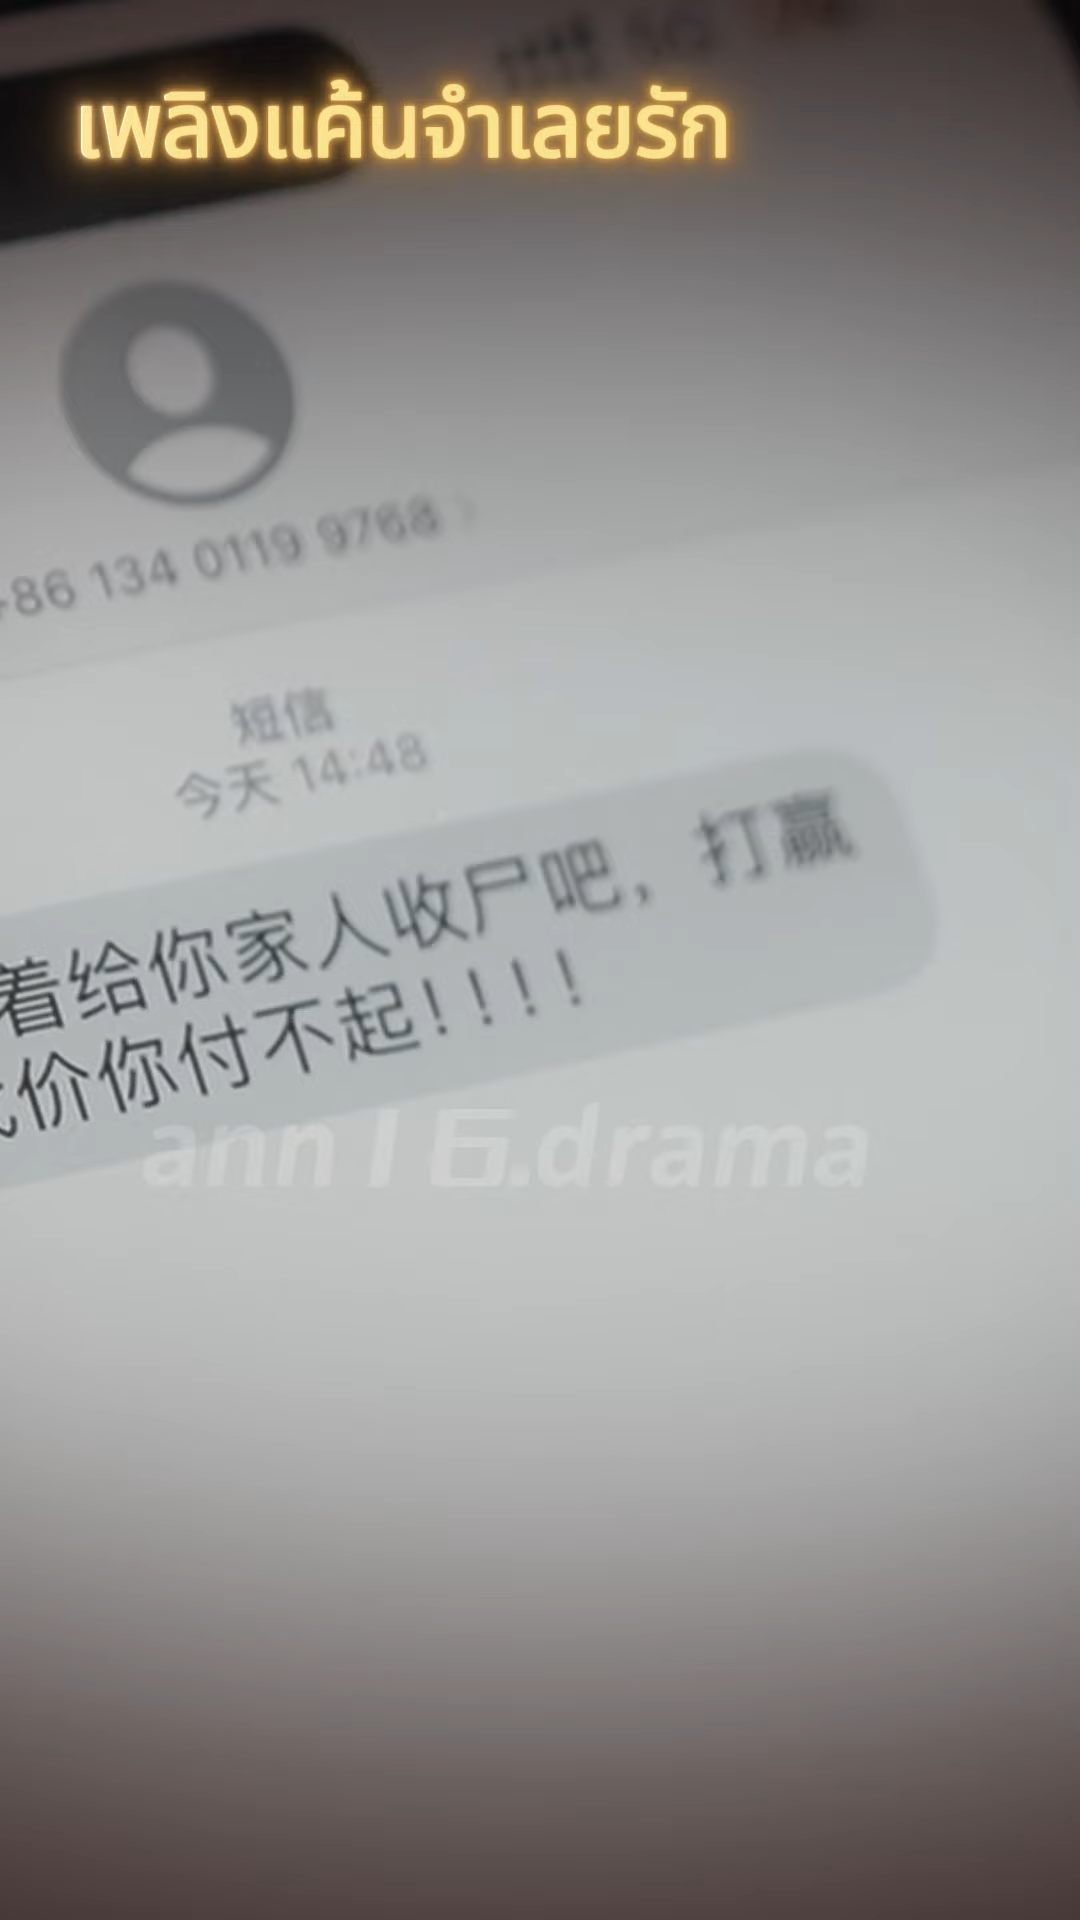 เพลิงแค้นจำเลยรัก
5G
+86 134 0119 9768
短信
今天 14:48
着给你家人收尸吧，打赢
代价你付不起!!!!
ann16.drama